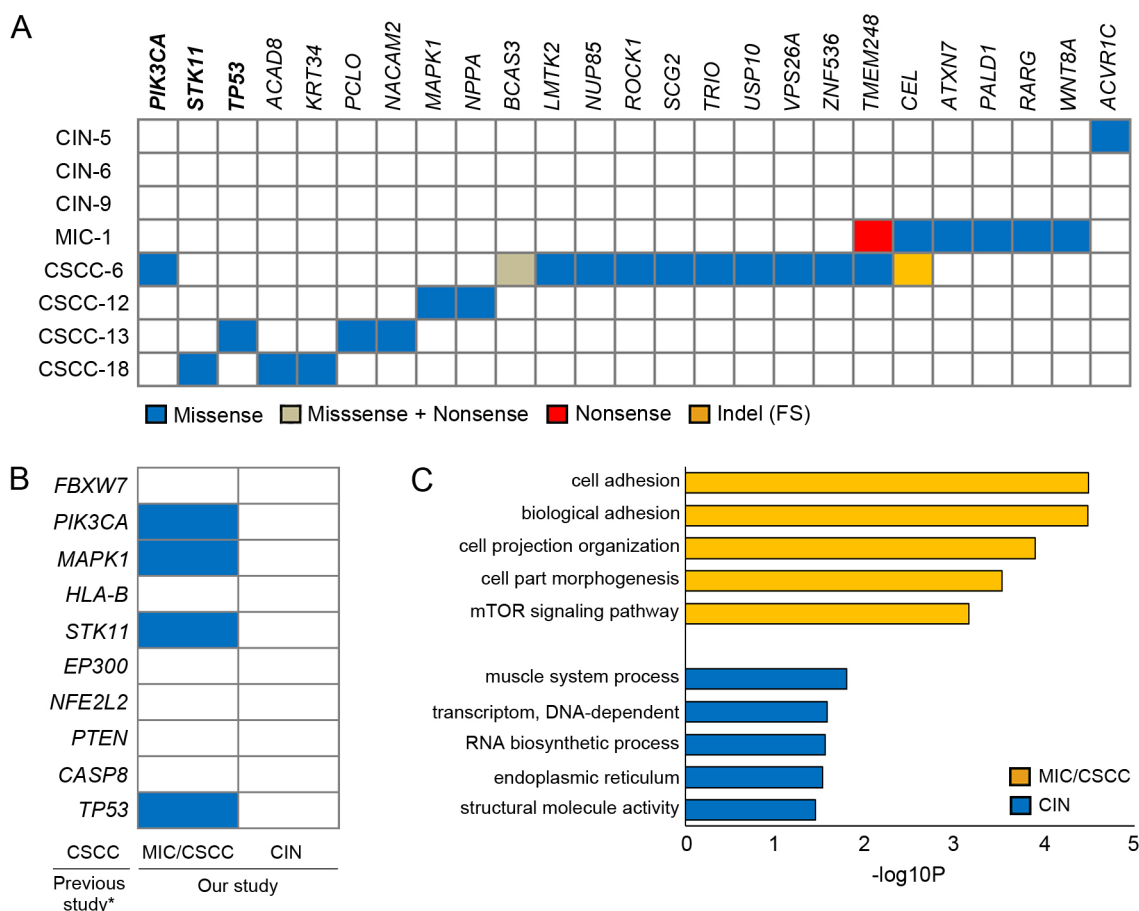 A
PIK3CA
STK11
TP53
ACAD8
KRT34
PCLO
NACAM2
MAPK1
NPPA
BCAS3
LMTK2
NUP85
ROCK1
SCG2
TRIO
USP10
VPS26A
ZNF536
TMEM248
CEL
ATXN7
PALD1
RARG
WNT8A
ACVR1C
CIN-5
CIN-6
CIN-9
MIC-1
CSCC-6
CSCC-12
CSCC-13
CSCC-18
Missense Misssense + Nonsense Nonsense Indel (FS)
B
FBXW7
PIK3CA
MAPK1
HLA-B
STK11
EP300
NFE2L2
PTEN
CASP8
TP53
CSCC MIC/CSCC CIN
Previous study*
Our study
C
cell adhesion
biological adhesion
cell projection organization
cell part morphogenesis
mTOR signaling pathway
muscle system process
transcriptom, DNA-dependent
RNA biosynthetic process
endoplasmic reticulum
structural molecule activity
MIC/CSCC
CIN
0 1 2 3 4 5
-log10P